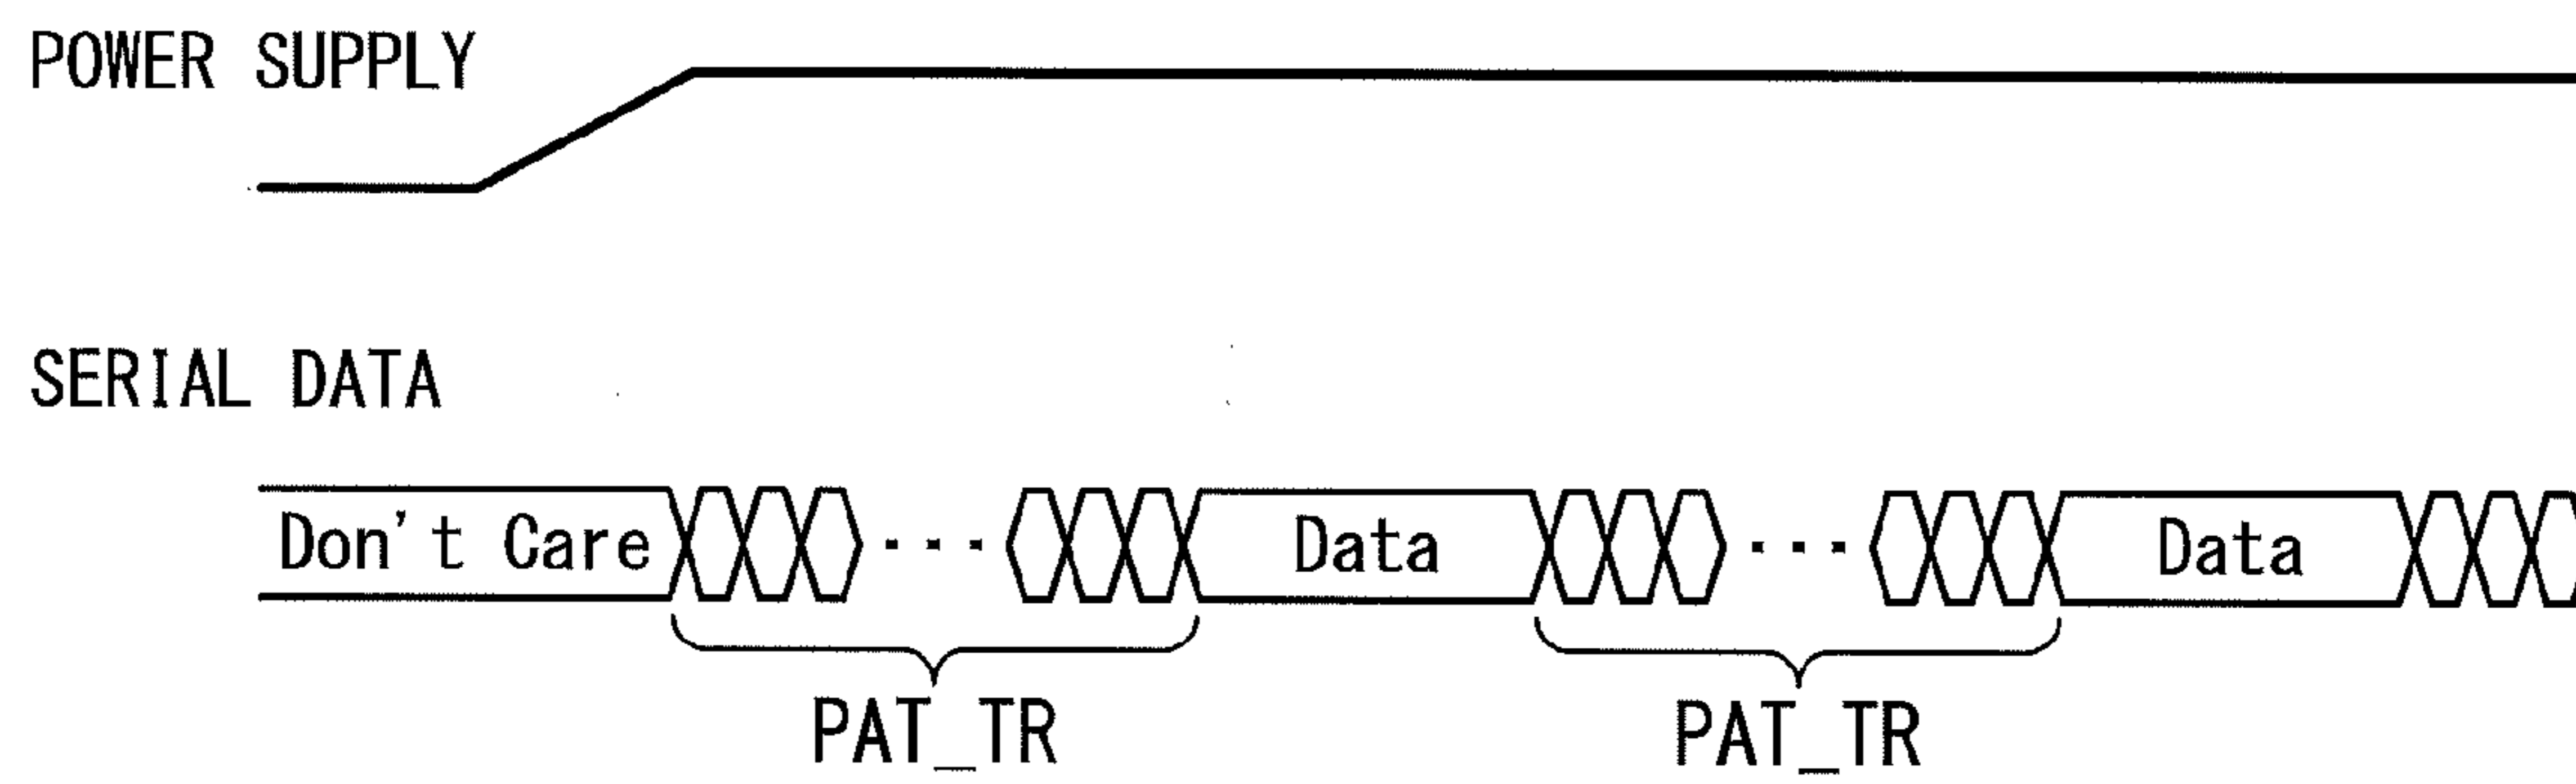 POWER SUPPLY
SERIAL DATA
Don't Care ... Data ... Data
PAT_TR PAT_TR